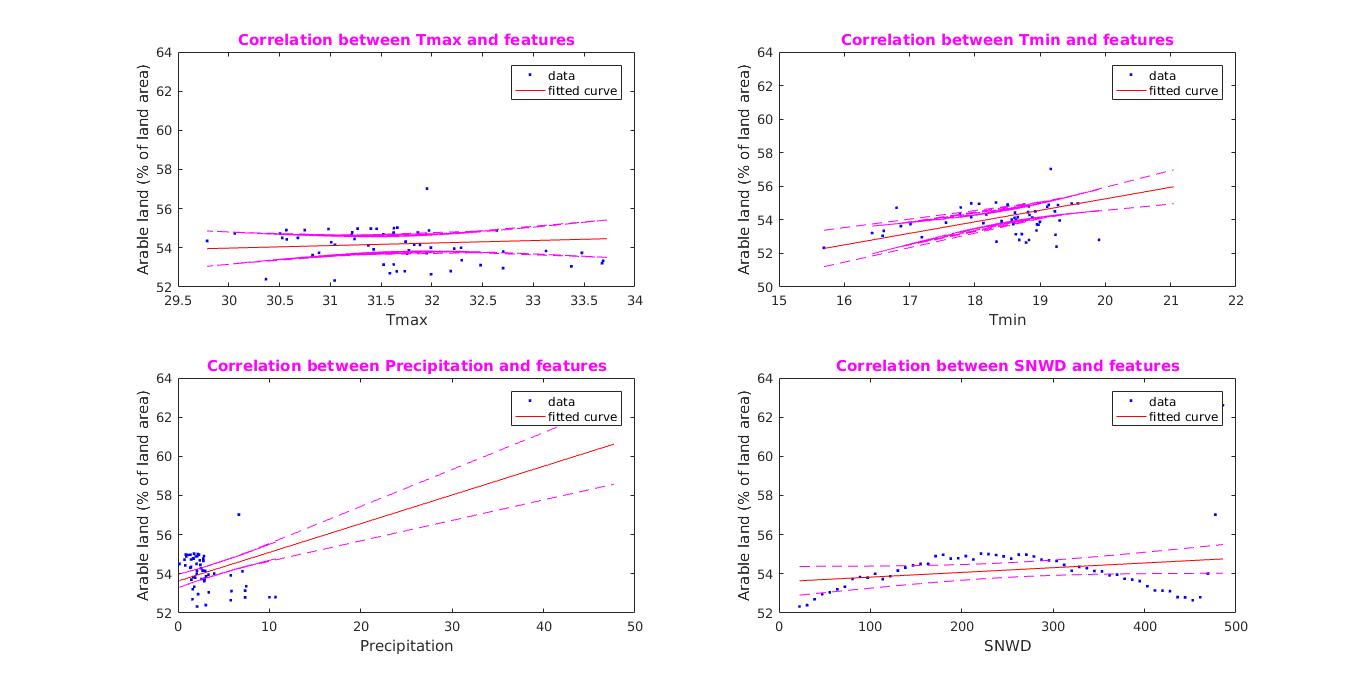 Correlation between Tmax and features
64
62
60
58
56
54
52
29.5 30 30.5 31 31.5 32 32.5 33 33.5 34
Tmax
Arable land (% of land area)
data
fitted curve
Correlation between Tmin and features
64
62
60
58
56
54
52
50
15 16 17 18 19 20 21 22
Tmin
Arable land (% of land area)
data
fitted curve
Correlation between Precipitation and features
64
62
60
58
56
54
52
0 10 20 30 40 50
Precipitation
Arable land (% of land area)
data
fitted curve
Correlation between SNWD and features
64
62
60
58
56
54
52
0 100 200 300 400 500
SNWD
Arable land (% of land area)
data
fitted curve